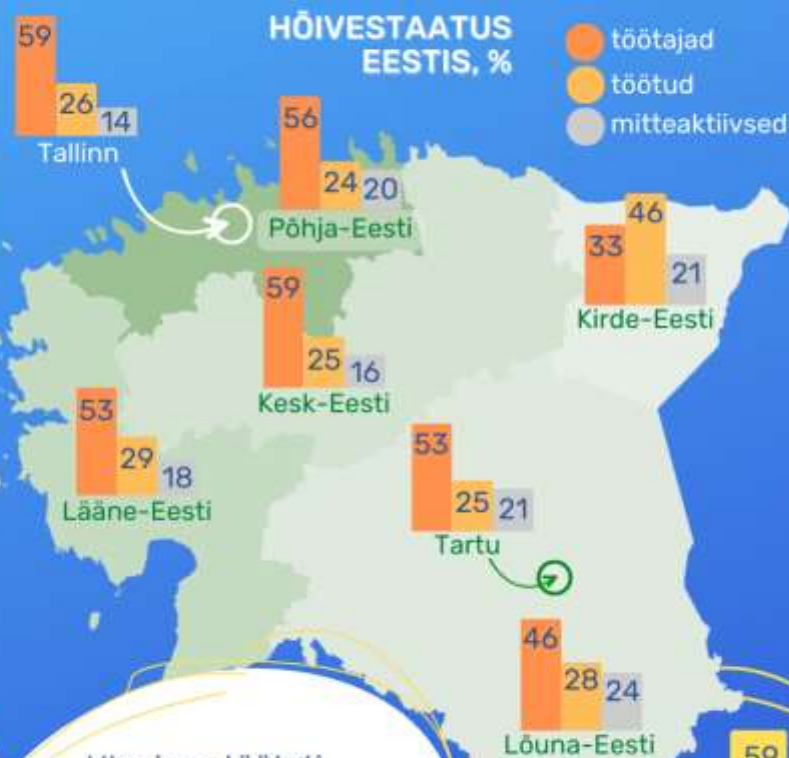 HÕIVESTAATUS
EESTIS, %
töötajad
töötud
mitteaktiivsed
59
26
14
Tallinn
56
24
20
Põhja-Eesti
33
46
21
Kirde-Eesti
59
25
16
Kesk-Eesti
53
29
18
Lääne-Eesti
53
25
21
Tartu
46
28
24
Lõuna-Eesti
59